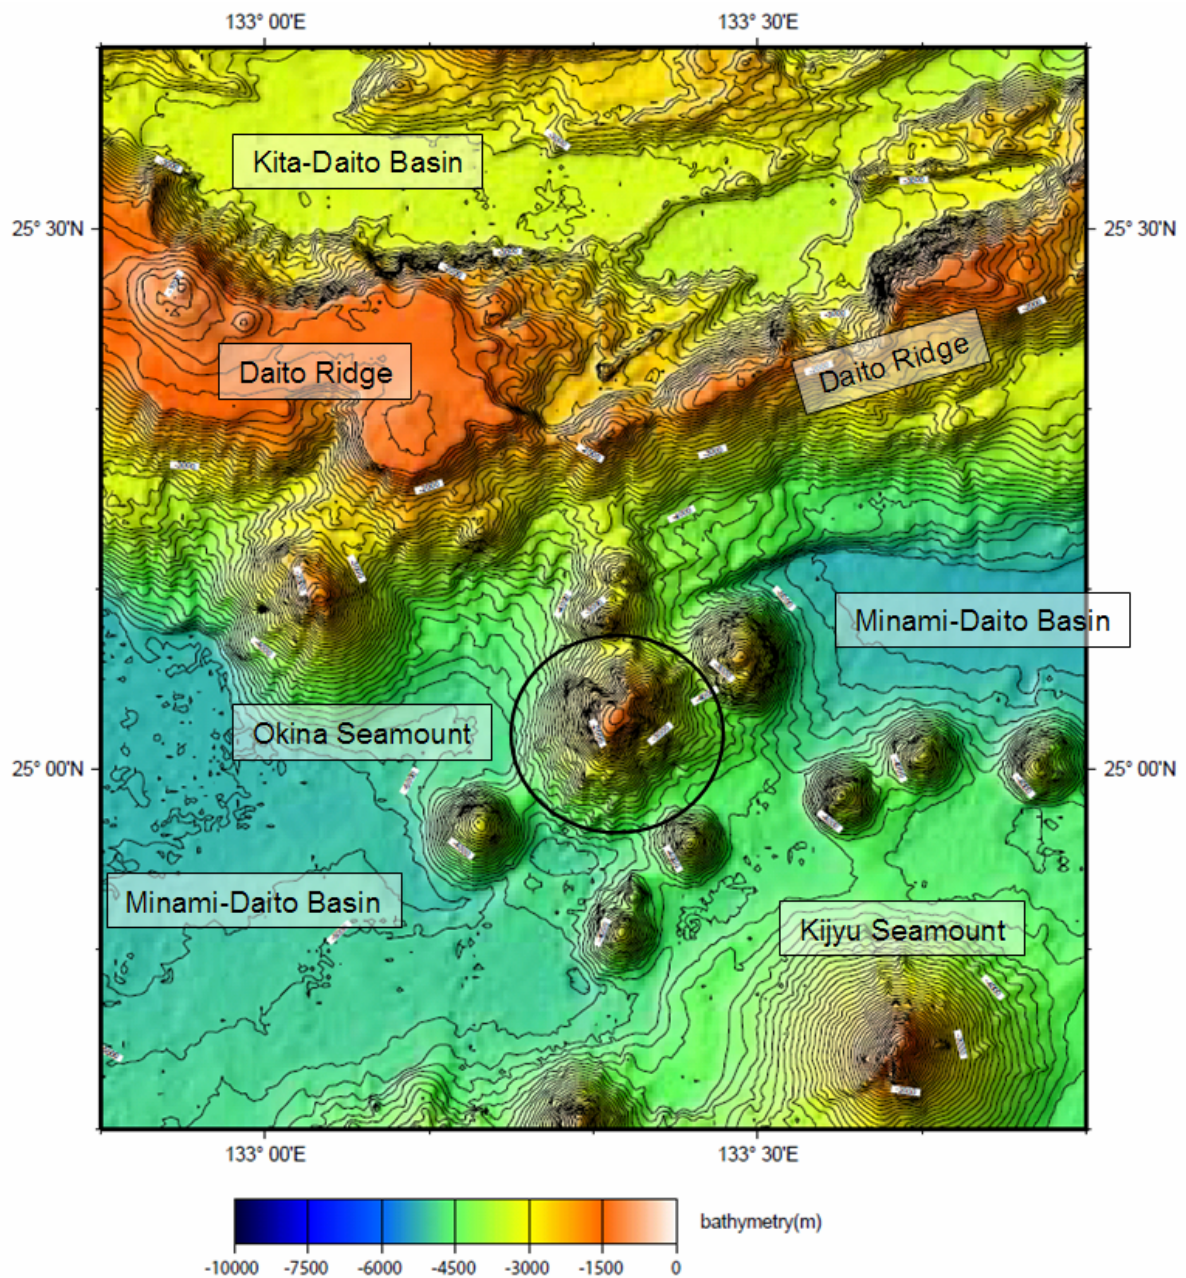 133° 00'E 133° 30'E
Kita-Daito Basin
25° 30'N 25° 30'N
Daito Ridge
Daito Ridge
Minami-Daito Basin
Okina Seamount
25° 00'N 25° 00'N
Minami-Daito Basin
Kijyu Seamount
133° 00'E 133° 30'E
bathymetry(m)
-10000 -7500 -6000 -4500 -3000 -1500 0